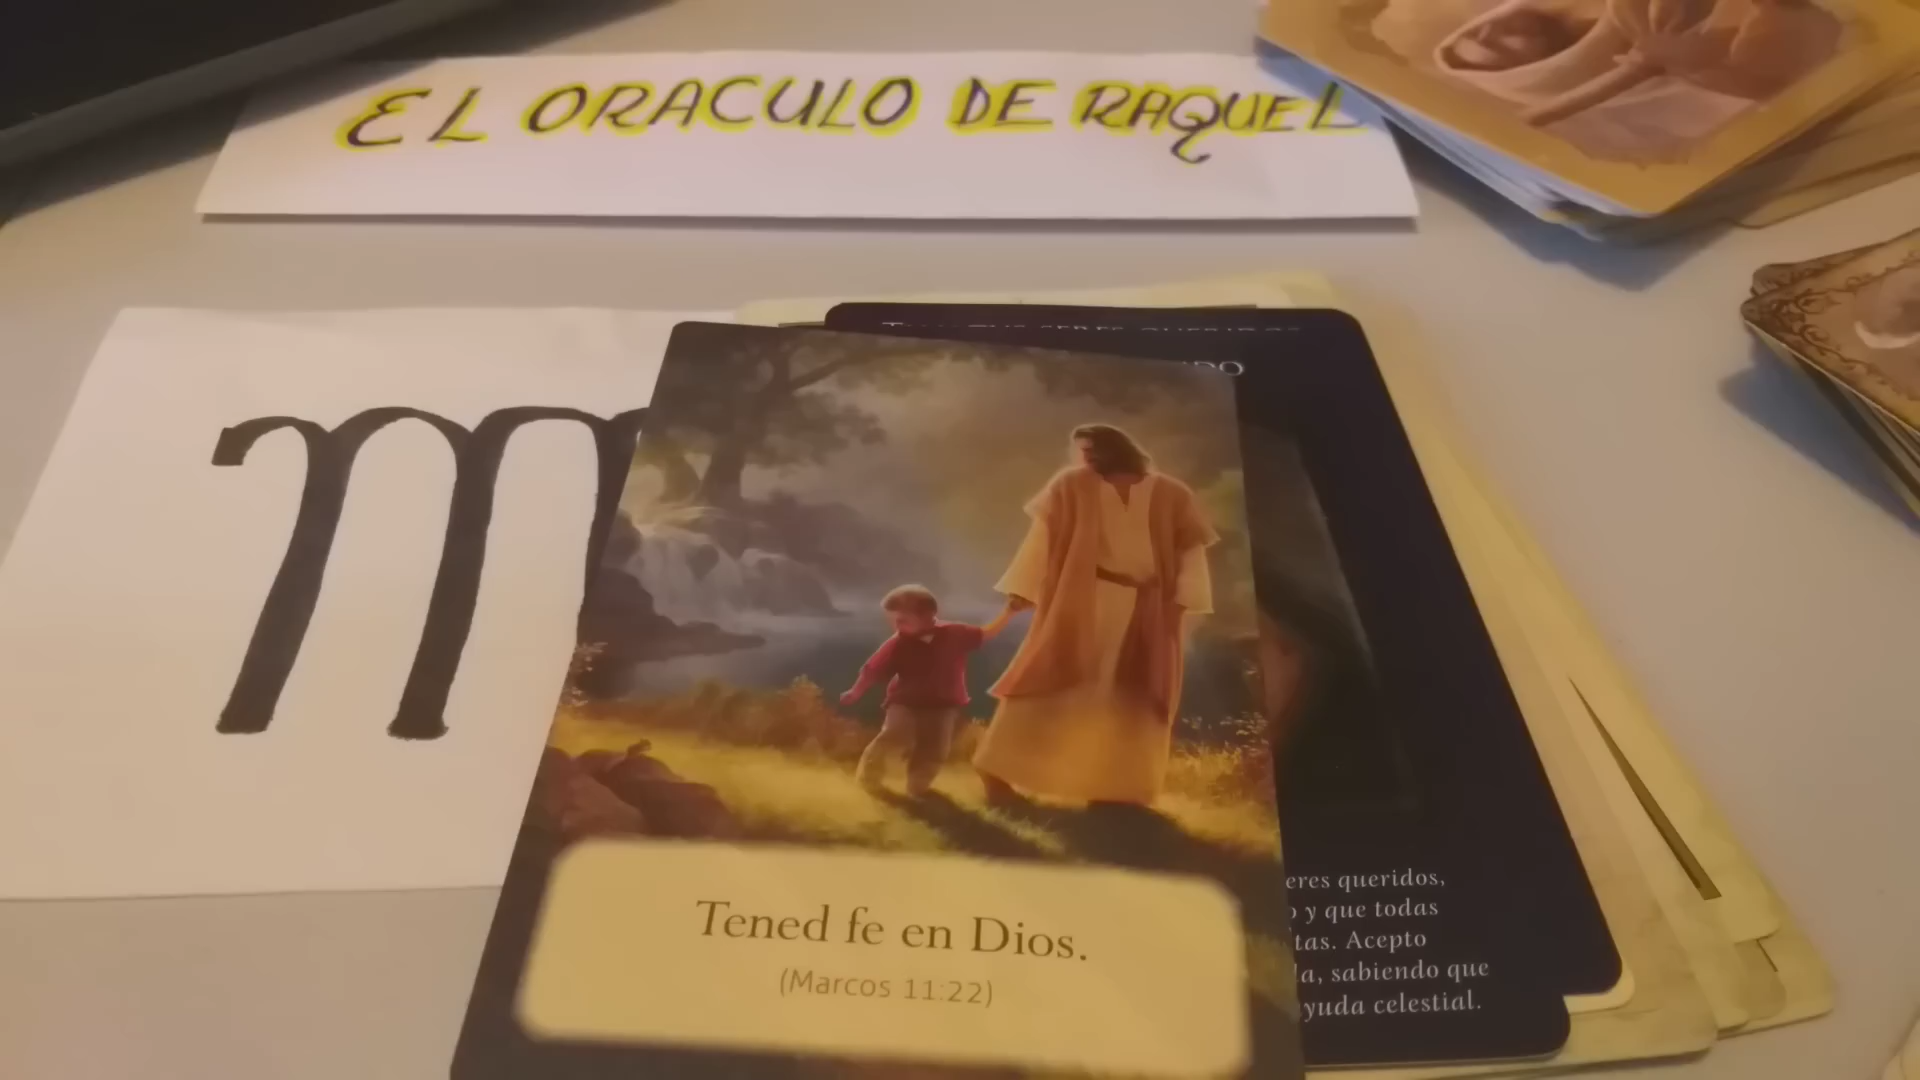 EL ORACULO DE RAQUEL
Tened fe en Dios.
(Marcos 11:22)
eres queridos,
y que todas
tas. Acepto
la, sabiendo que
yuda celestial.